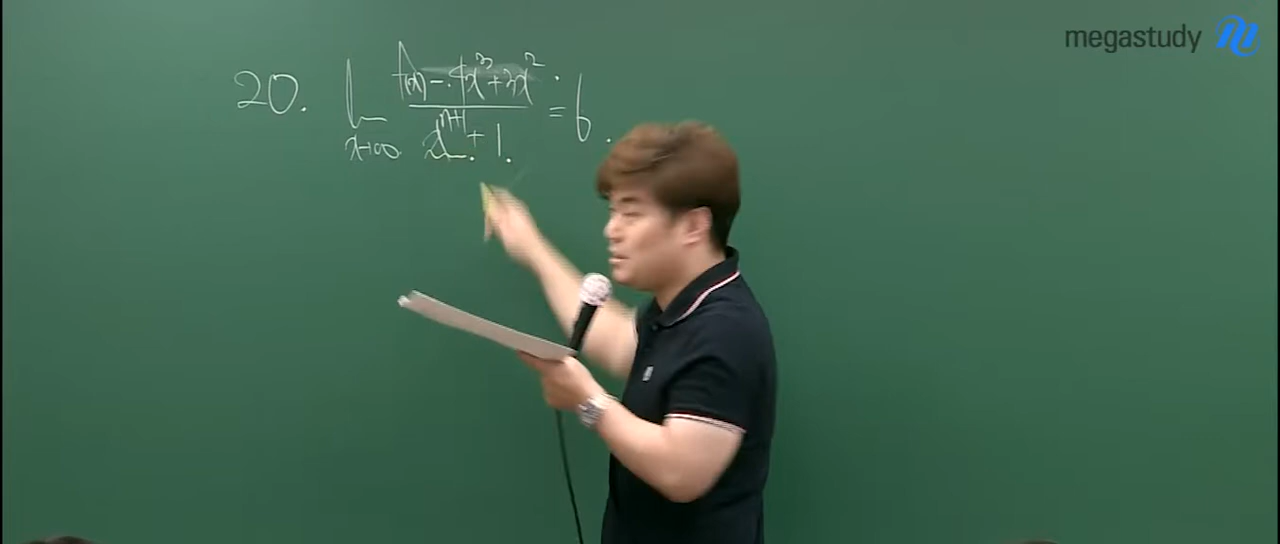 megastudy
20. lim x→∞ (f(x) - 4x³ + 3x²) / (x^{n+1} + 1) = 6.